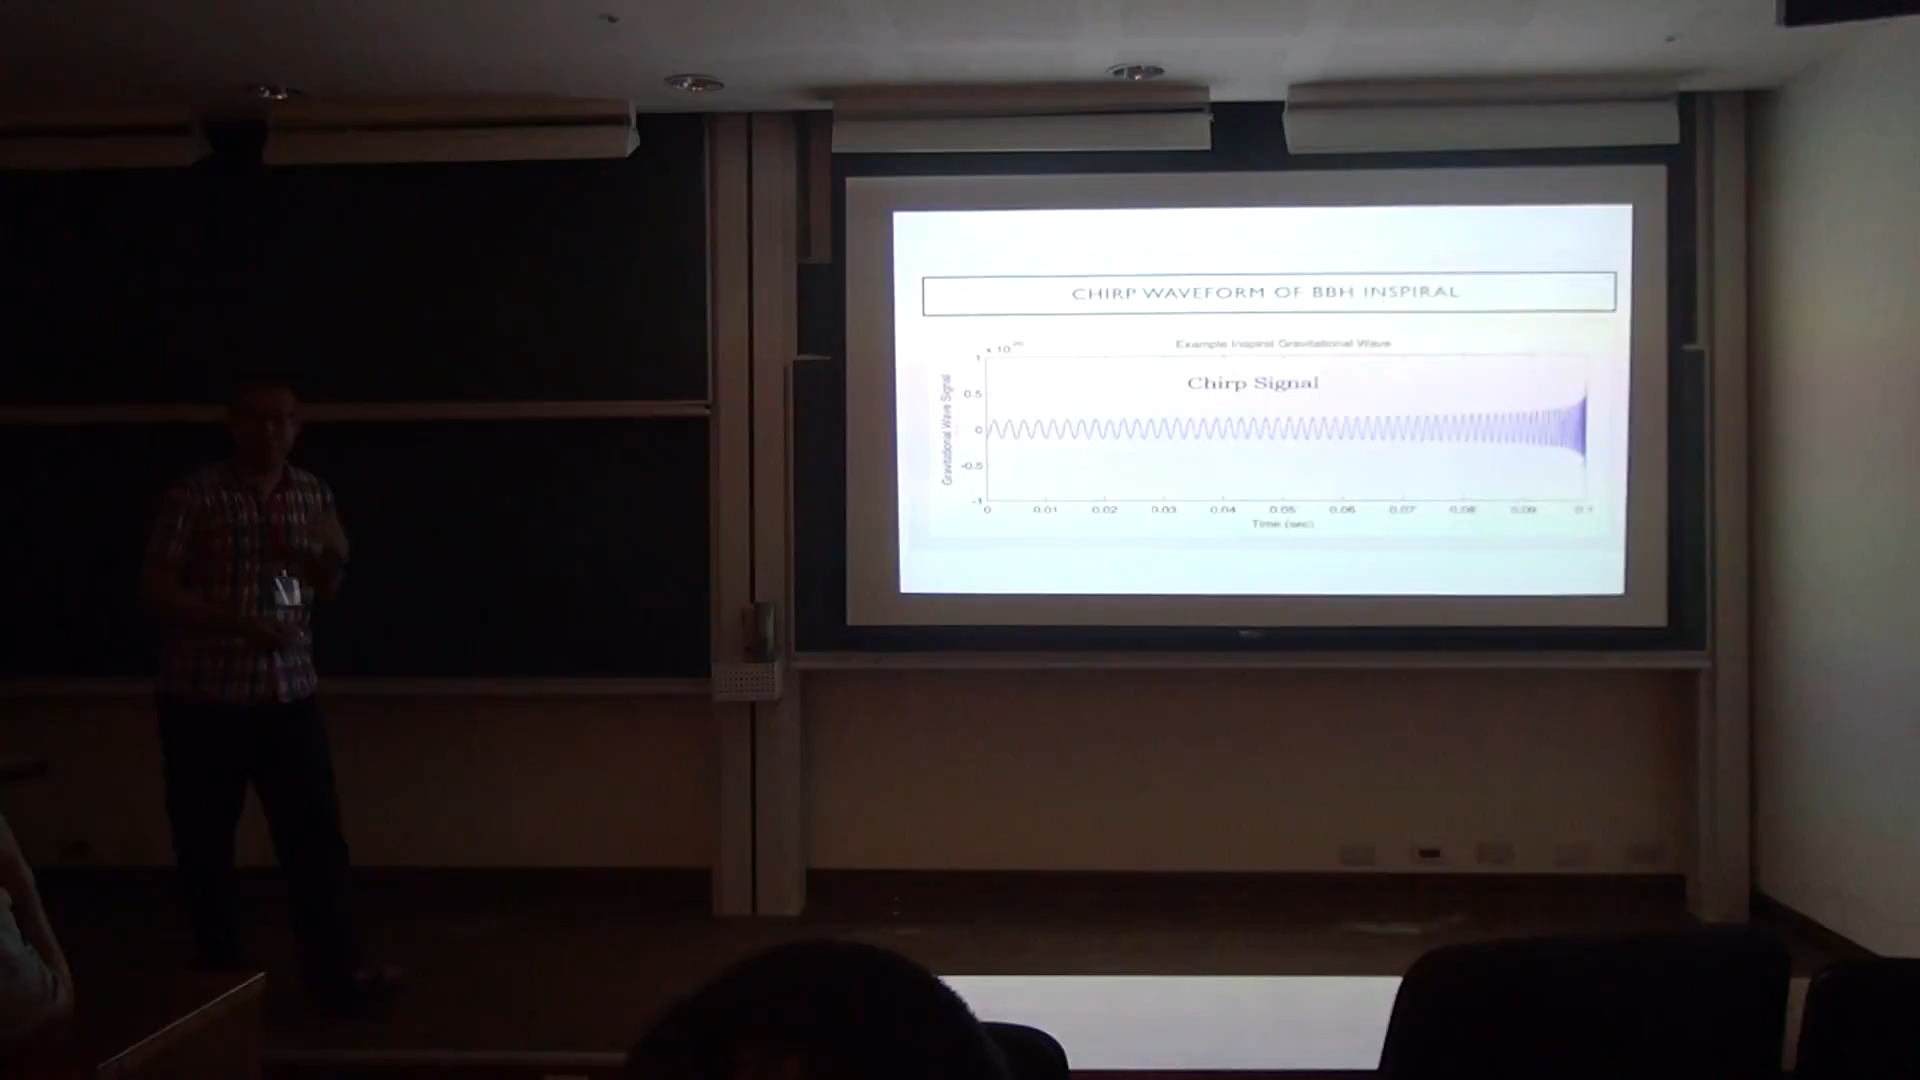 CHIRP WAVEFORM OF BBH INSPIRAL
Example Inspiral Gravitational Wave
Chirp Signal
Gravitational Wave Signal
1
0.5
0
-0.5
-1
0 0.01 0.02 0.03 0.04 0.05 0.06 0.07 0.08 0.09
Time (sec)